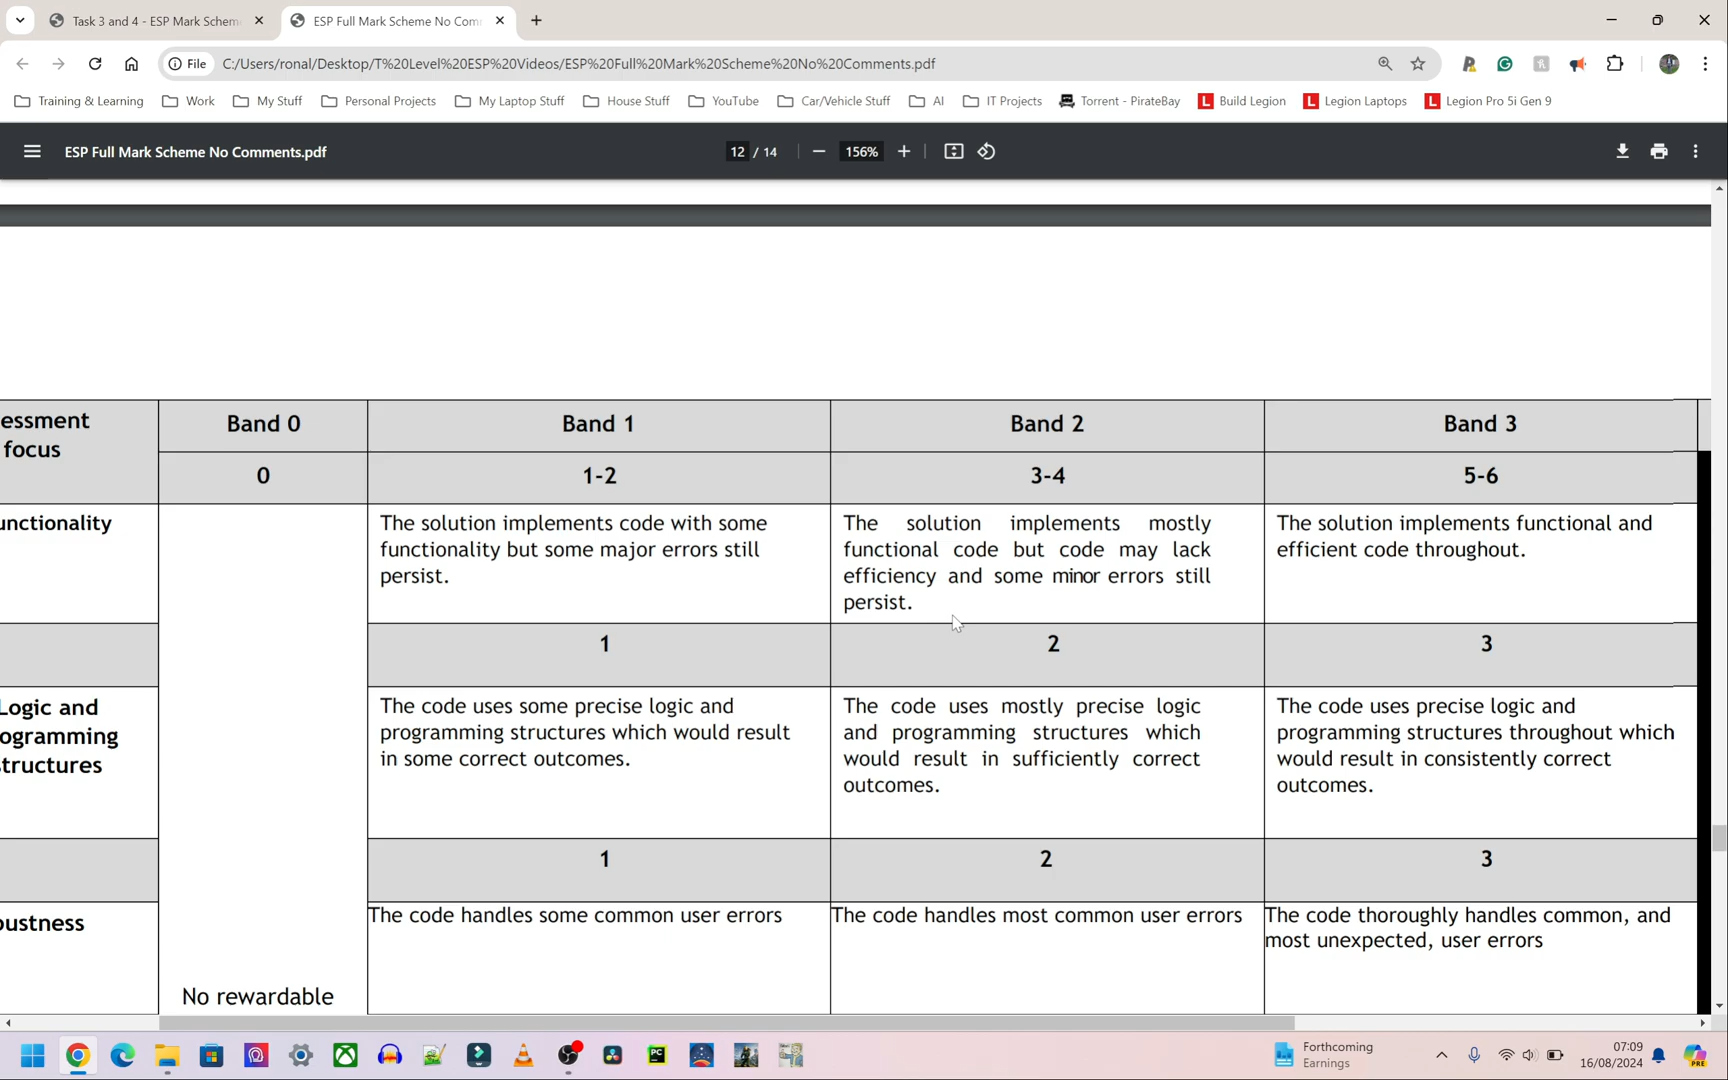 Task 3 and 4 - ESP Mark Schem
ESP Full Mark Scheme No Com
File
C:/Users/ronal/Desktop/T%20Level%20ESP%20Videos/ESP%20Full%20Mark%20Scheme%20No%20Comments.pdf
Training & Learning
Work
My Stuff
Personal Projects
My Laptop Stuff
House Stuff
YouTube
Car/Vehicle Stuff
AI
IT Projects
Torrent - PirateBay
Build Legion
Legion Laptops
Legion Pro 5i Gen 9
ESP Full Mark Scheme No Comments.pdf
12 / 14
156%
essment
focus
Band 0
Band 1
Band 2
Band 3
0
1-2
3-4
5-6
unctionality
The solution implements code with some
functionality but some major errors still
persist.
The solution implements mostly
functional code but code may lack
efficiency and some minor errors still
persist.
The solution implements functional and
efficient code throughout.
1
2
3
Logic and
ogramming
structures
The code uses some precise logic and
programming structures which would result
in some correct outcomes.
The code uses mostly precise logic
and programming structures which
would result in sufficiently correct
outcomes.
The code uses precise logic and
programming structures throughout which
would result in consistently correct
outcomes.
1
2
3
bustness
The code handles some common user errors
The code handles most common user errors
The code thoroughly handles common, and
most unexpected, user errors
No rewardable
PC
Forthcoming
Earnings
07:09
16/08/2024
PRE